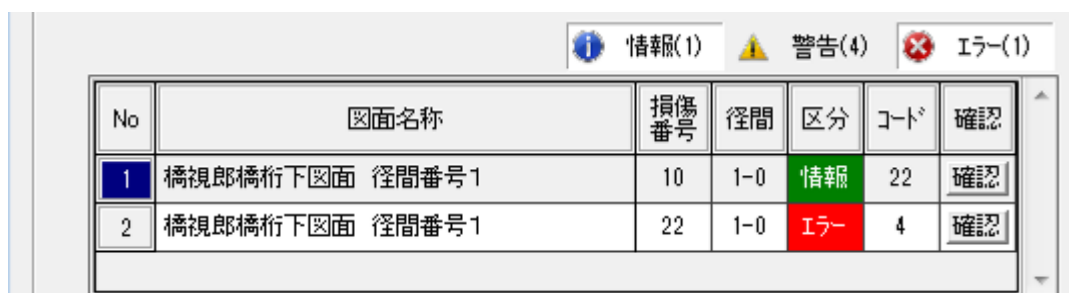 情報(1) 警告(4) エラー(1)
No 図面名称 損傷番号 径間 区分 コード 確認
1 橋視郎橋桁下図面 径間番号1 10 1-0 情報 22 確認
2 橋視郎橋桁下図面 径間番号1 22 1-0 エラー 4 確認